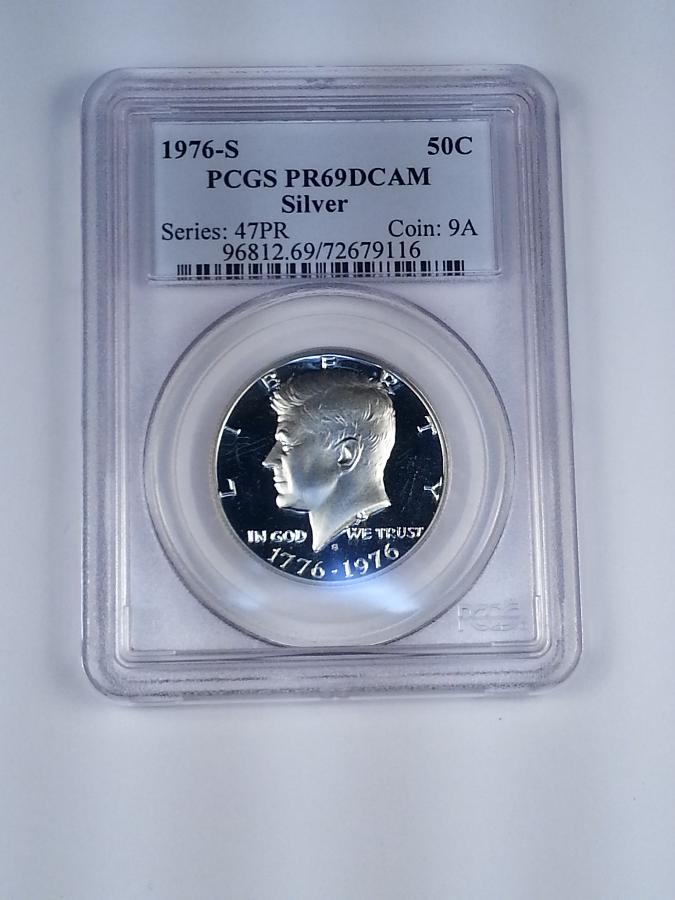 1976-S 50C
PCGS PR69DCAM
Silver
Series: 47PR Coin: 9A
96812.69/72679116
LIBERTY
IN GOD WE TRUST
S
1776-1976
PCGS